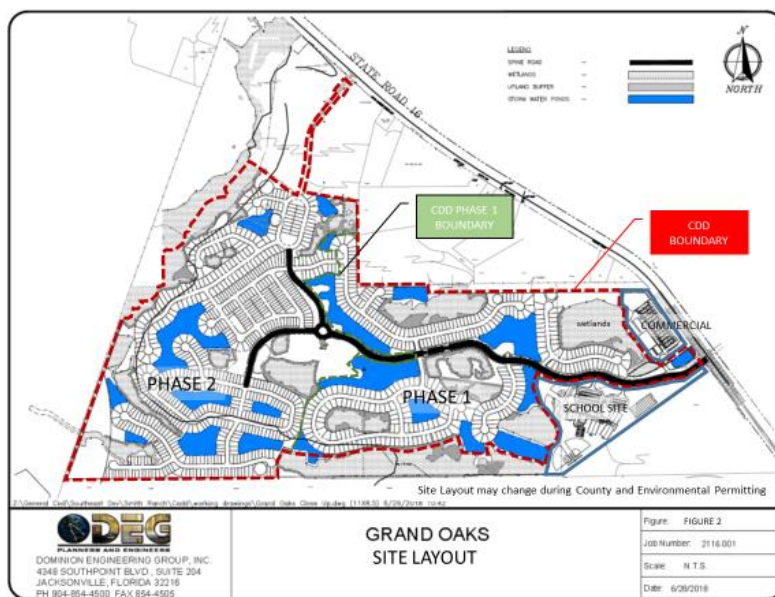 LEGEND
SPINE ROAD
WETLANDS
UPLAND BUFFER
STORM WATER PONDS
N
NORTH
STATE ROAD 16
CDD PHASE 1
BOUNDARY
CDD
BOUNDARY
wetlands
COMMERCIAL
PHASE 2
PHASE 1
SCHOOL SITE
Site Layout may change during County and Environmental Permitting
DEG
PLANNERS AND ENGINEERS
DOMINION ENGINEERING GROUP, INC.
4348 SOUTHPOINT BLVD., SUITE 204
JACKSONVILLE, FLORIDA 32216
PH 904-854-4500 FAX 854-4505
GRAND OAKS
SITE LAYOUT
Figure: FIGURE 2
Job Number: 2116.001
Scale: N.T.S.
Date: 6/28/2018